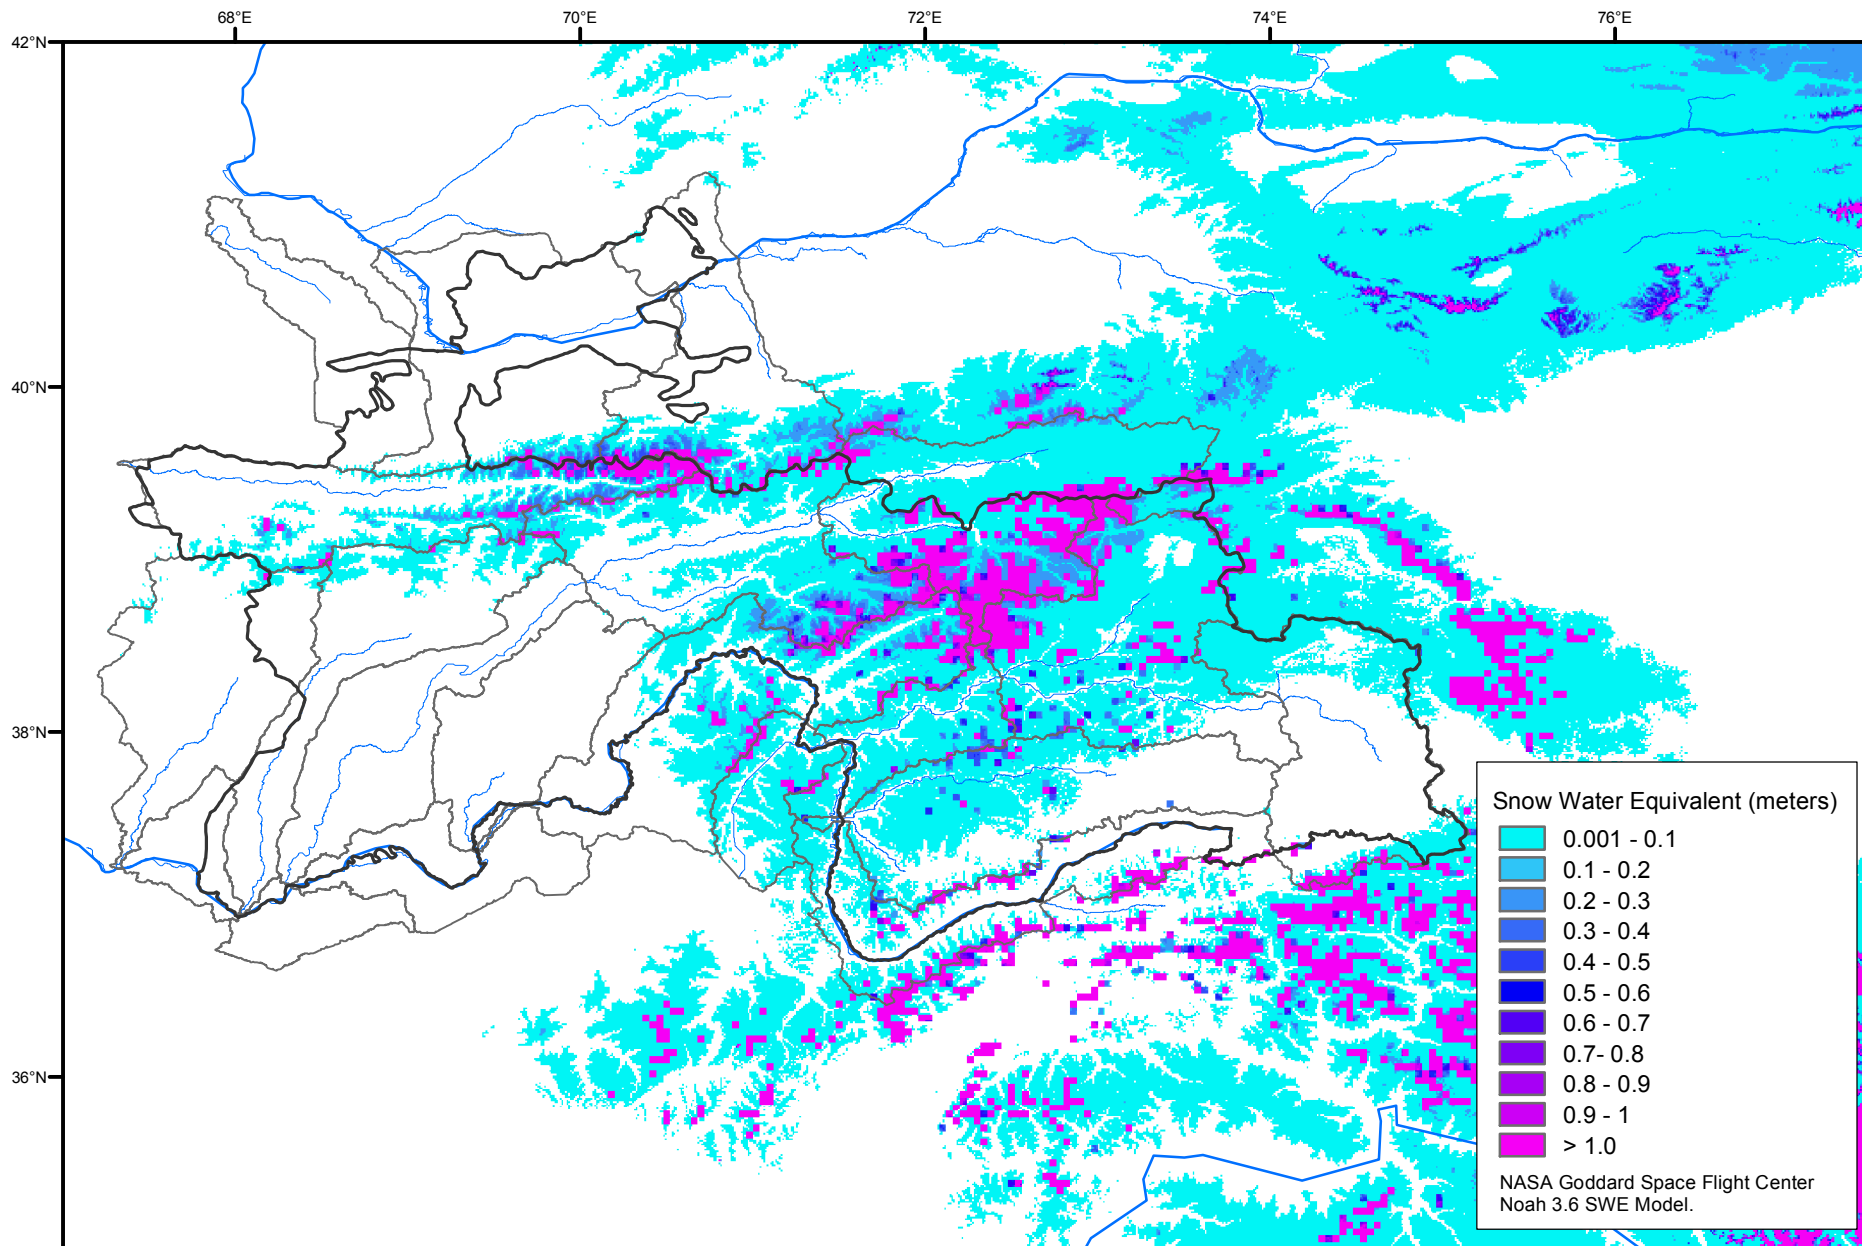 68°E 70°E 72°E 74°E 76°E
42°N
40°N
38°N
36°N
Snow Water Equivalent (meters)
0.001 - 0.1
0.1 - 0.2
0.2 - 0.3
0.3 - 0.4
0.4 - 0.5
0.5 - 0.6
0.6 - 0.7
0.7- 0.8
0.8 - 0.9
0.9 - 1
> 1.0
NASA Goddard Space Flight Center
Noah 3.6 SWE Model.